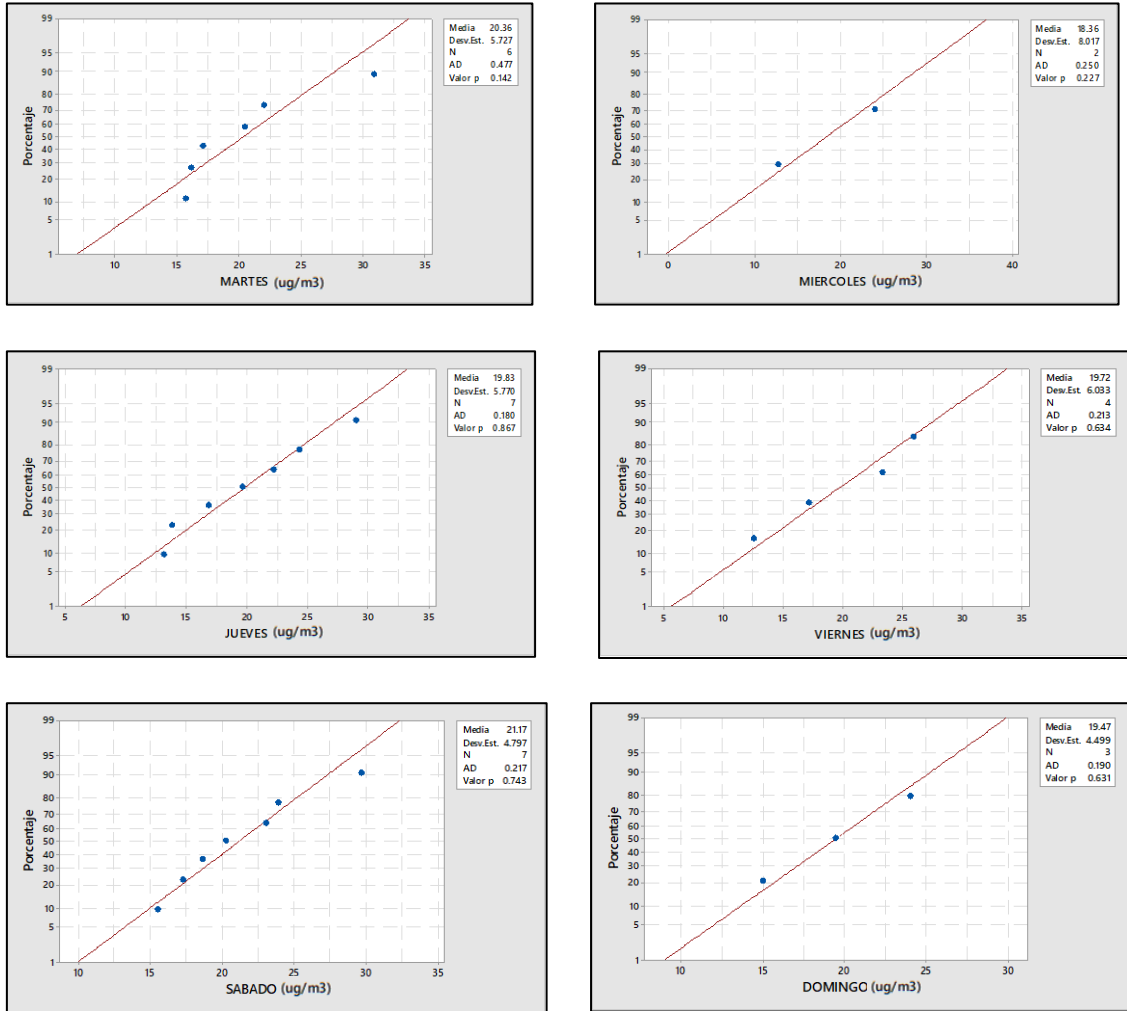 99
95
90
80
70
60
50
40
30
20
10
5
1
Porcentaje
10 15 20 25 30 35
MARTES (ug/m3)
Media 20.36
Desv.Est. 5.727
N 6
AD 0.477
Valor p 0.142
99
95
90
80
70
60
50
40
30
20
10
5
1
Porcentaje
0 10 20 30 40
MIERCOLES (ug/m3)
Media 18.36
Desv.Est. 8.017
N 2
AD 0.250
Valor p 0.227
99
95
90
80
70
60
50
40
30
20
10
5
1
Porcentaje
5 10 15 20 25 30 35
JUEVES (ug/m3)
Media 19.83
Desv.Est. 5.770
N 7
AD 0.180
Valor p 0.867
99
95
90
80
70
60
50
40
30
20
10
5
1
Porcentaje
5 10 15 20 25 30 35
VIERNES (ug/m3)
Media 19.72
Desv.Est. 6.033
N 4
AD 0.213
Valor p 0.634
99
95
90
80
70
60
50
40
30
20
10
5
1
Porcentaje
10 15 20 25 30 35
SABADO (ug/m3)
Media 21.17
Desv.Est. 4.797
N 7
AD 0.217
Valor p 0.743
99
95
90
80
70
60
50
40
30
20
10
5
1
Porcentaje
10 15 20 25 30
DOMINGO (ug/m3)
Media 19.47
Desv.Est. 4.499
N 3
AD 0.190
Valor p 0.631